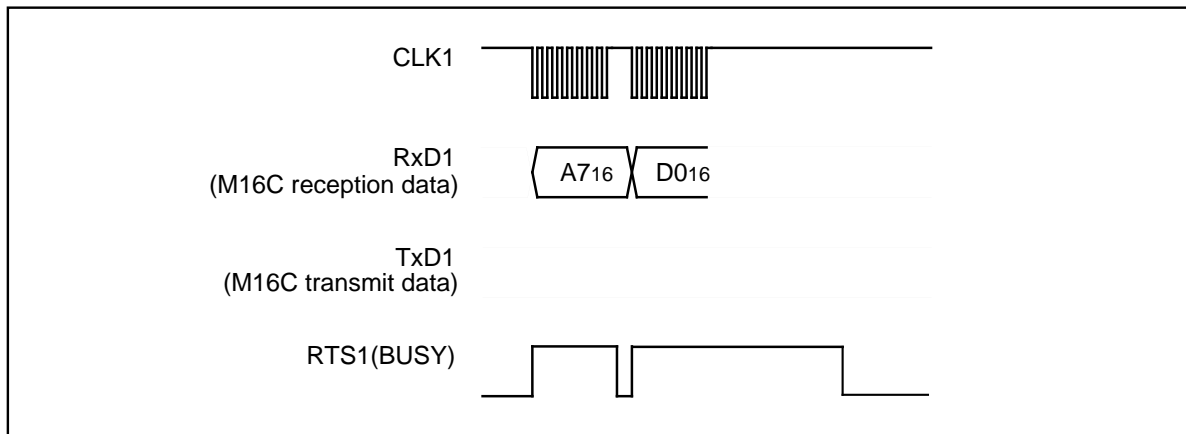 CLK1
RxD1
(M16C reception data)
A716
D016
TxD1
(M16C transmit data)
RTS1(BUSY)